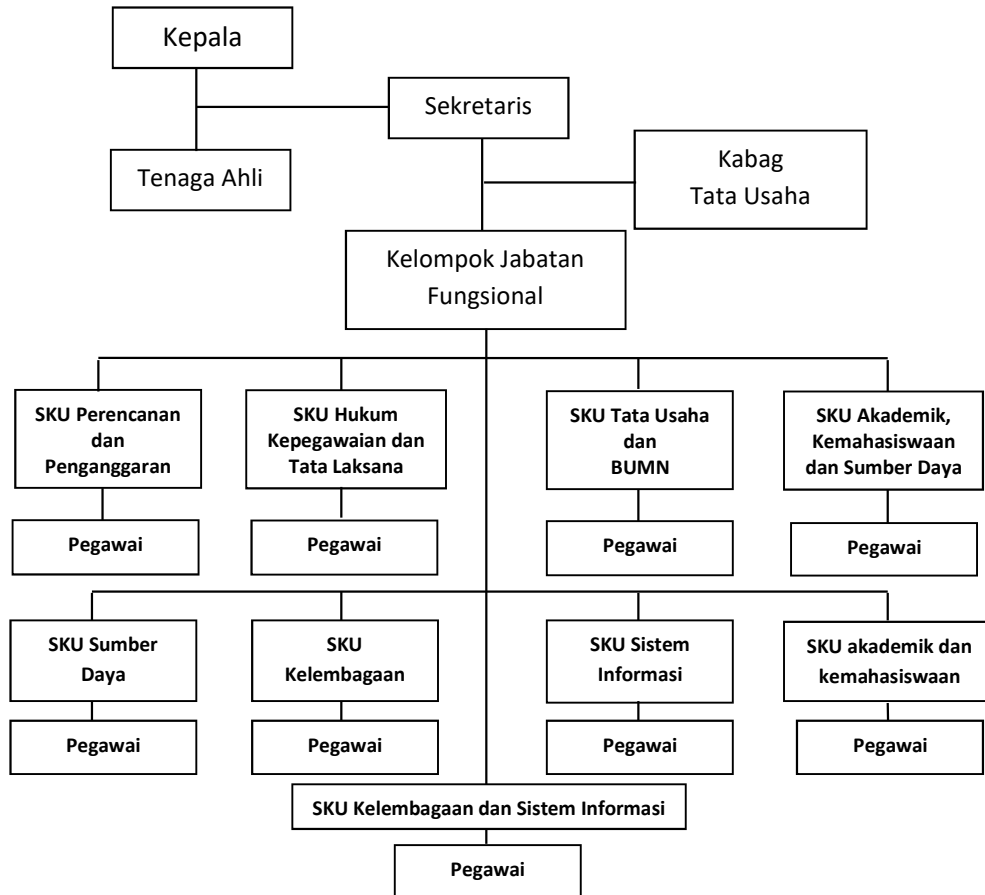 Kepala
Sekretaris
Tenaga Ahli
Kabag
Tata Usaha
Kelompok Jabatan
Fungsional
SKU Perencanan
dan
Penganggaran
SKU Hukum
Kepegawaian dan
Tata Laksana
SKU Tata Usaha
dan
BUMN
SKU Akademik,
Kemahasiswaan
dan Sumber Daya
Pegawai
Pegawai
Pegawai
Pegawai
SKU Sumber
Daya
SKU
Kelembagaan
SKU Sistem
Informasi
SKU akademik dan
kemahasiswaan
Pegawai
Pegawai
Pegawai
Pegawai
SKU Kelembagaan dan Sistem Informasi
Pegawai